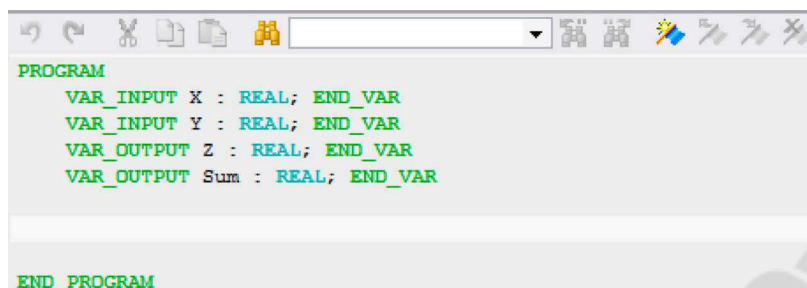 PROGRAM
VAR_INPUT X : REAL; END_VAR
VAR_INPUT Y : REAL; END_VAR
VAR_OUTPUT Z : REAL; END_VAR
VAR_OUTPUT Sum : REAL; END_VAR
END_PROGRAM